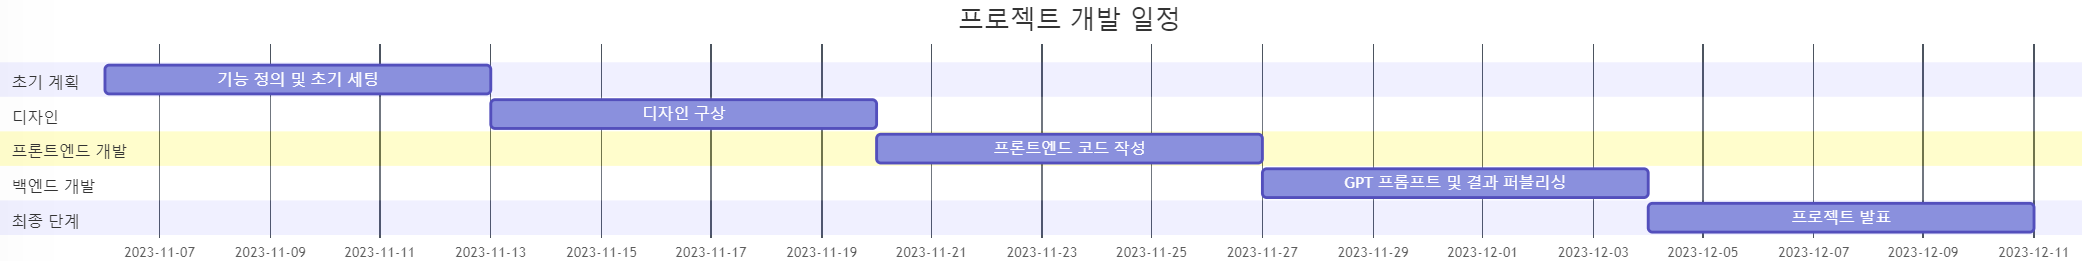 프로젝트 개발 일정
초기 계획
기능 정의 및 초기 세팅
디자인
디자인 구상
프론트엔드 개발
프론트엔드 코드 작성
백엔드 개발
GPT 프롬프트 및 결과 퍼블리싱
최종 단계
프로젝트 발표
2023-11-07 2023-11-09 2023-11-11 2023-11-13 2023-11-15 2023-11-17 2023-11-19 2023-11-21 2023-11-23 2023-11-25 2023-11-27 2023-11-29 2023-12-01 2023-12-03 2023-12-05 2023-12-07 2023-12-09 2023-12-11